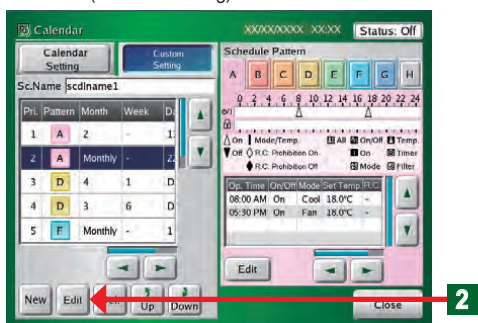 Calendar
XX/XX/XXXX XX:XX
Status: Off
Calendar
Setting
Custom
Setting
Sc.Name scdlname1
Pri. Pattern Month Week
1 A 2 -
2 A Monthly - 22
3 D 4 1 D
4 D 3 6 D
5 F Monthly - 1
New Edit Up Down
Schedule Pattern
A B C D E F G H
0 2 4 6 8 10 12 14 16 18 20 22 24
On Mode/Temp. All On/Off Temp.
Off R.C. Prohibition On On Timer
R.C. Prohibition Off Mode Filter
Op. Time On/Off Mode Set Temp. R.C.
08:00 AM On Cool 18.0°C -
05:30 PM On Fan 18.0°C -
Edit
Close
2